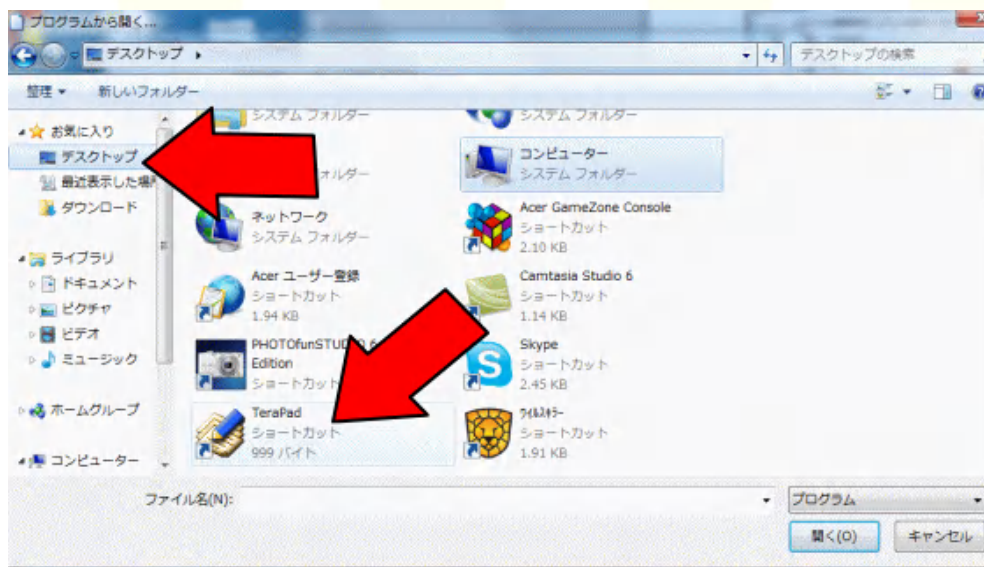 プログラムから開く...
デスクトップ
デスクトップの検索
整理
新しいフォルダー
お気に入り
デスクトップ
最近表示した場
ダウンロード
ライブラリ
ドキュメント
ピクチャ
ビデオ
ミュージック
ホームグループ
コンピューター
システム フォルダー
システム フォルダー
ォルダー
コンピューター
システム フォルダー
ネットワーク
システム フォルダー
Acer GameZone Console
ショートカット
2.10 KB
Acer ユーザー登録
ショートカット
1.94 KB
Camtasia Studio 6
ショートカット
1.14 KB
PHOTOfunSTUDIO 6
Edition
ショートカット
Skype
ショートカット
2.45 KB
TeraPad
ショートカット
999 バイト
ウイルスキラー
ショートカット
1.91 KB
ファイル名(N):
プログラム
開く(O)
キャンセル